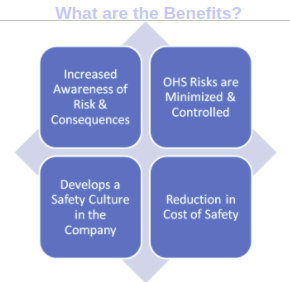 What are the Benefits?
Increased
Awareness of
Risk &
Consequences
OHS Risks are
Minimized &
Controlled
Develops a
Safety Culture
in the
Company
Reduction in
Cost of Safety